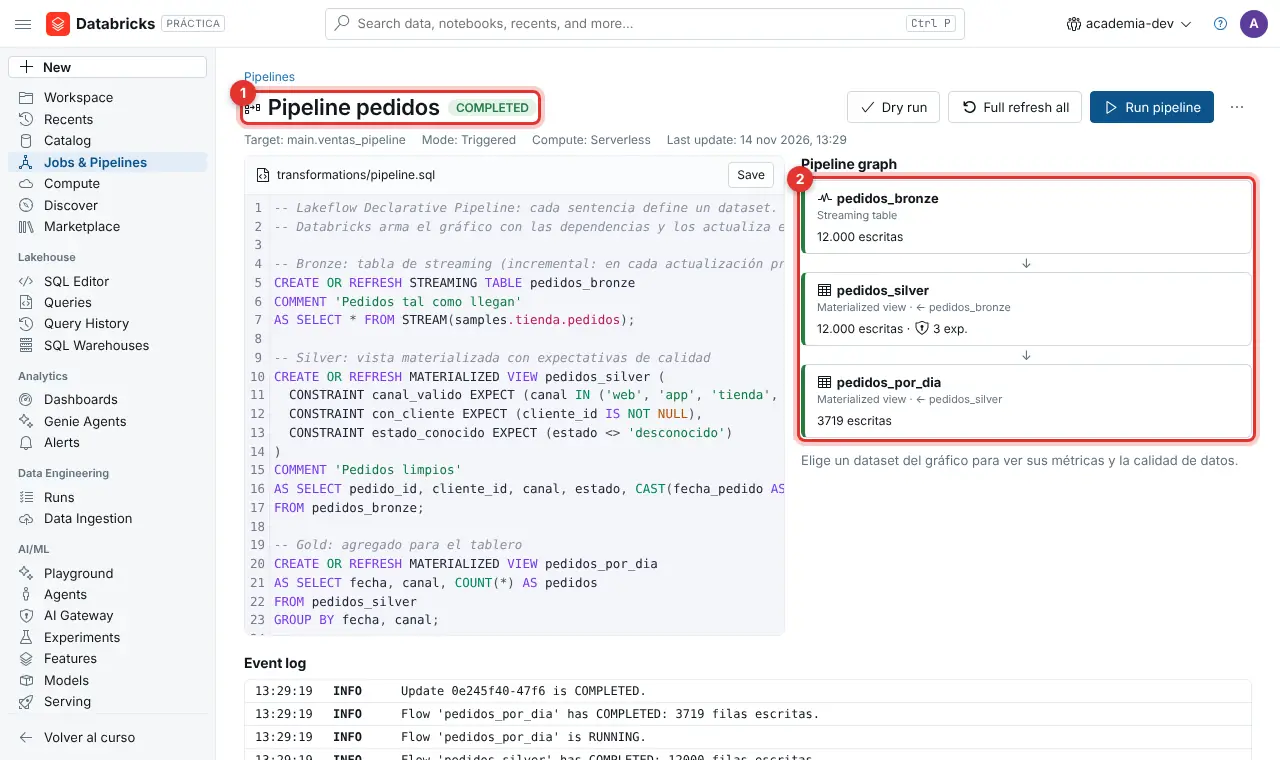 Databricks PRÁCTICA
Search data, notebooks, recents, and more... Ctrl P
academia-dev
A
New
Workspace
Recents
Catalog
Jobs & Pipelines
Compute
Discover
Marketplace
Lakehouse
SQL Editor
Queries
Query History
SQL Warehouses
Analytics
Dashboards
Genie Agents
Alerts
Data Engineering
Runs
Data Ingestion
AI/ML
Playground
Agents
AI Gateway
Experiments
Features
Models
Serving
Volver al curso
Pipelines
1
Pipeline pedidos COMPLETED
Dry run
Full refresh all
Run pipeline
Target: main.ventas_pipeline Mode: Triggered Compute: Serverless Last update: 14 nov 2026, 13:29
transformations/pipeline.sql Save
1 -- Lakeflow Declarative Pipeline: cada sentencia define un dataset.
2 -- Databricks arma el gráfico con las dependencias y los actualiza e
3
4 -- Bronze: tabla de streaming (incremental: en cada actualización pr
5 CREATE OR REFRESH STREAMING TABLE pedidos_bronze
6 COMMENT 'Pedidos tal como llegan'
7 AS SELECT * FROM STREAM(samples.tienda.pedidos);
8
9 -- Silver: vista materializada con expectativas de calidad
10 CREATE OR REFRESH MATERIALIZED VIEW pedidos_silver (
11 CONSTRAINT canal_valido EXPECT (canal IN ('web', 'app', 'tienda',
12 CONSTRAINT con_cliente EXPECT (cliente_id IS NOT NULL),
13 CONSTRAINT estado_conocido EXPECT (estado <> 'desconocido')
14 )
15 COMMENT 'Pedidos limpios'
16 AS SELECT pedido_id, cliente_id, canal, estado, CAST(fecha_pedido AS
17 FROM pedidos_bronze;
18
19 -- Gold: agregado para el tablero
20 CREATE OR REFRESH MATERIALIZED VIEW pedidos_por_dia
21 AS SELECT fecha, canal, COUNT(*) AS pedidos
22 FROM pedidos_silver
23 GROUP BY fecha, canal;
Pipeline graph
2
pedidos_bronze
Streaming table
12.000 escritas
↓
pedidos_silver
Materialized view · ← pedidos_bronze
12.000 escritas · 3 exp.
↓
pedidos_por_dia
Materialized view · ← pedidos_silver
3719 escritas
Elige un dataset del gráfico para ver sus métricas y la calidad de datos.
Event log
13:29:19 INFO Update 0e245f40-47f6 is COMPLETED.
13:29:19 INFO Flow 'pedidos_por_dia' has COMPLETED: 3719 filas escritas.
13:29:19 INFO Flow 'pedidos_por_dia' is RUNNING.
13:29:19 INFO Flow 'pedidos_silver' has COMPLETED: 12000 filas escritas.